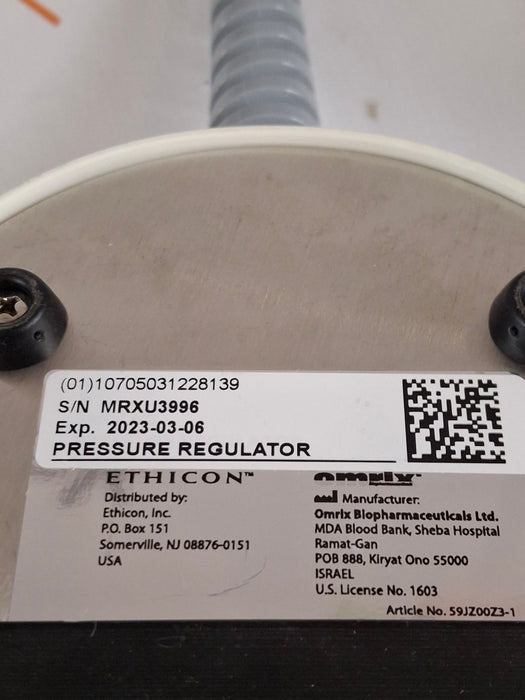 (01)10705031228139
S/N MRXU3996
Exp. 2023-03-06
PRESSURE REGULATOR
ETHICON™
Distributed by:
Ethicon, Inc.
P.O. Box 151
Somerville, NJ 08876-0151
USA
omrix
Manufacturer:
Omrix Biopharmaceuticals Ltd.
MDA Blood Bank, Sheba Hospital
Ramat-Gan
POB 888, Kiryat Ono 55000
ISRAEL
U.S. License No. 1603
Article No. 59JZ00Z3-1